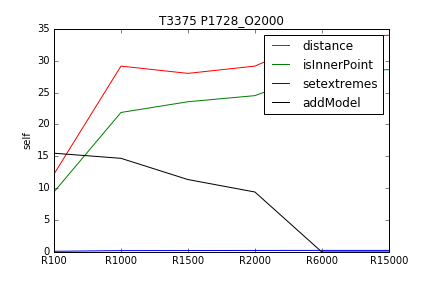 T3375 P1728_O2000
35
30
25
20
15
10
5
0
self
distance
isInnerPoint
setextremes
addModel
R100 R1000 R1500 R2000 R6000 R15000